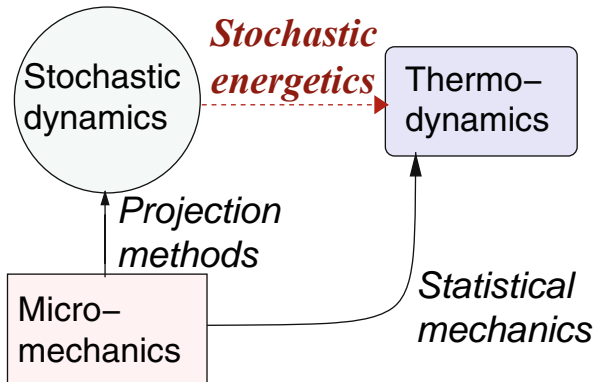 Stochastic
energetics
Stochastic
dynamics
Thermo–
dynamics
Projection
methods
Statistical
mechanics
Micro–
mechanics